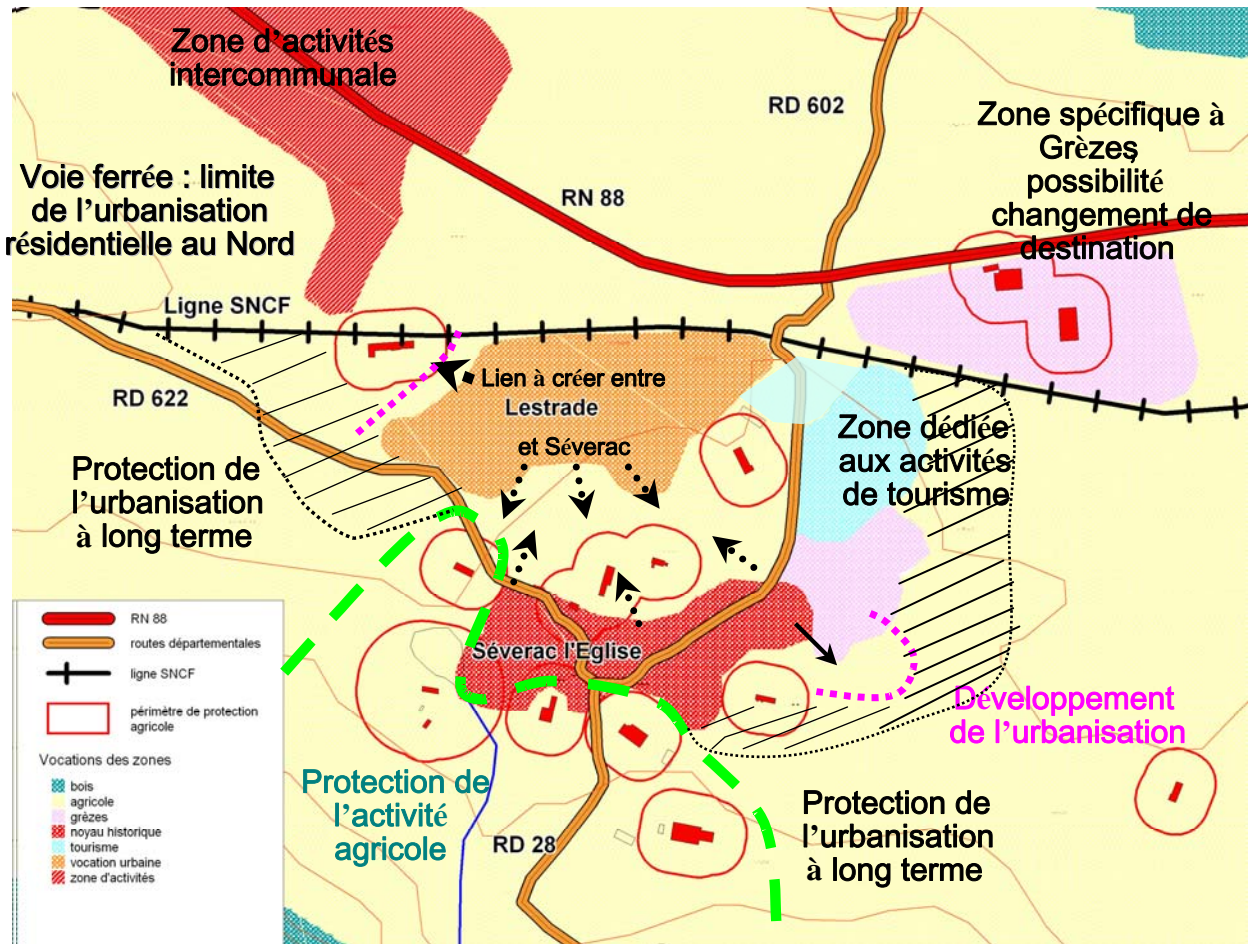 Zone d'activités
intercommunale
RD 602
Zone spécifique à
Grèzes,
possibilité
changement de
destination
Voie ferrée : limite
de l'urbanisation
résidentielle au Nord
RN 88
Ligne SNCF
RD 622
Lien à créer entre
Lestrade
et Séverac
Zone dédiée
aux activités
de tourisme
Protection de
l'urbanisation
à long terme
Séverac l'Eglise
Développement
de l'urbanisation
Protection de
l'activité
agricole
RD 28
Protection de
l'urbanisation
à long terme
RN 88
routes départementales
ligne SNCF
périmètre de protection
agricole
Vocations des zones
bois
agricole
grèzes
noyau historique
tourisme
vocation urbaine
zone d'activités